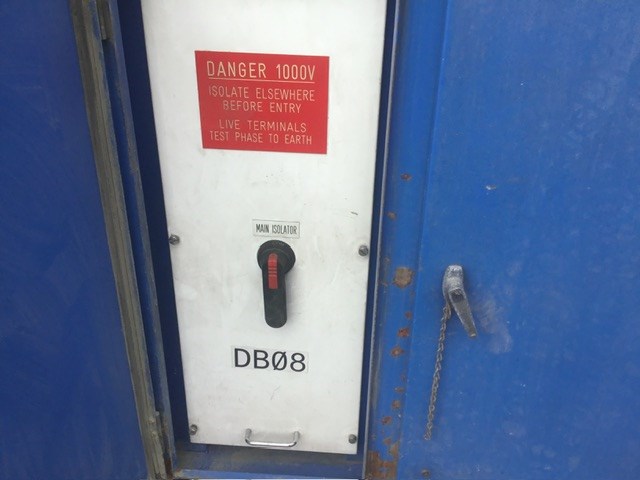 DANGER 1000V
ISOLATE ELSEWHERE
BEFORE ENTRY
LIVE TERMINALS
TEST PHASE TO EARTH
MAIN ISOLATOR
DBØ8